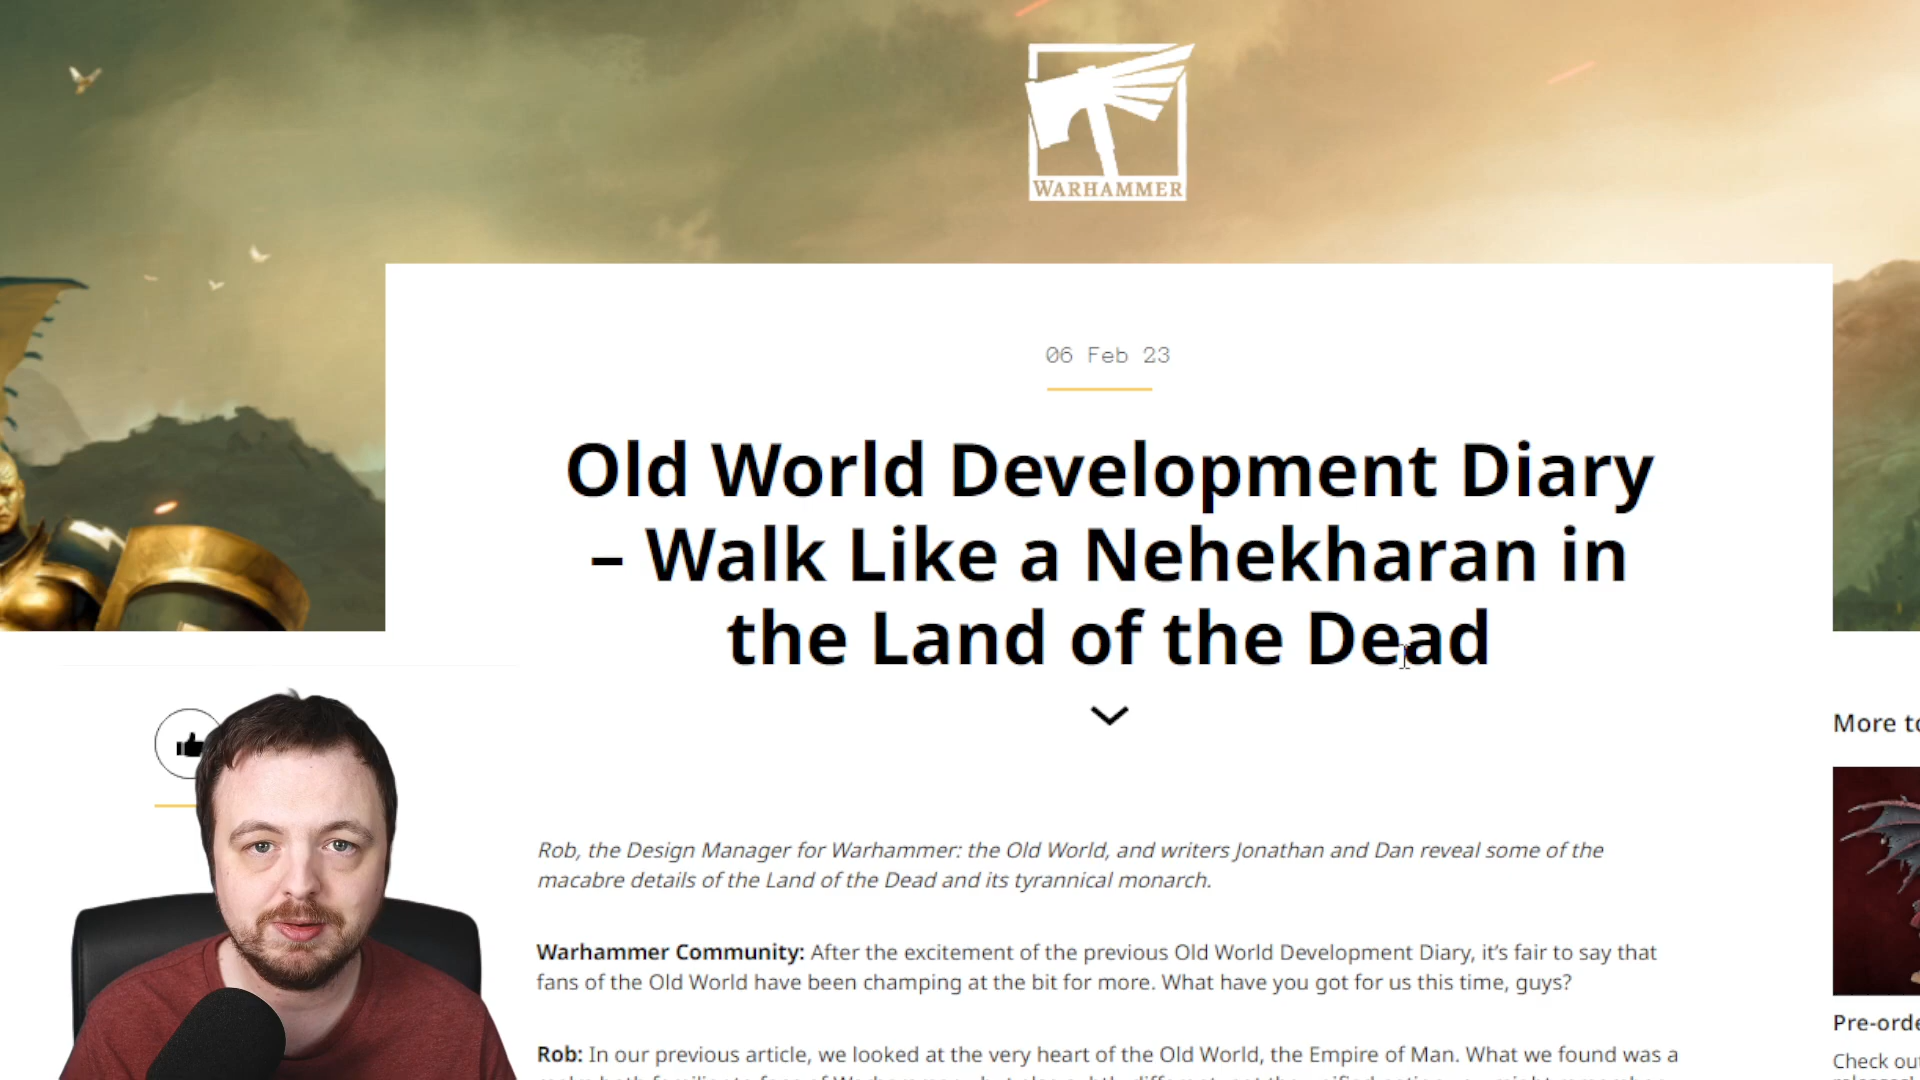 WARHAMMER
06 Feb 23
Old World Development Diary
– Walk Like a Nehekharan in
the Land of the Dead
Rob, the Design Manager for Warhammer: the Old World, and writers Jonathan and Dan reveal some of the
macabre details of the Land of the Dead and its tyrannical monarch.
Warhammer Community: After the excitement of the previous Old World Development Diary, it’s fair to say that
fans of the Old World have been champing at the bit for more. What have you got for us this time, guys?
Rob: In our previous article, we looked at the very heart of the Old World, the Empire of Man. What we found was a
More to
Pre-orde
Check out